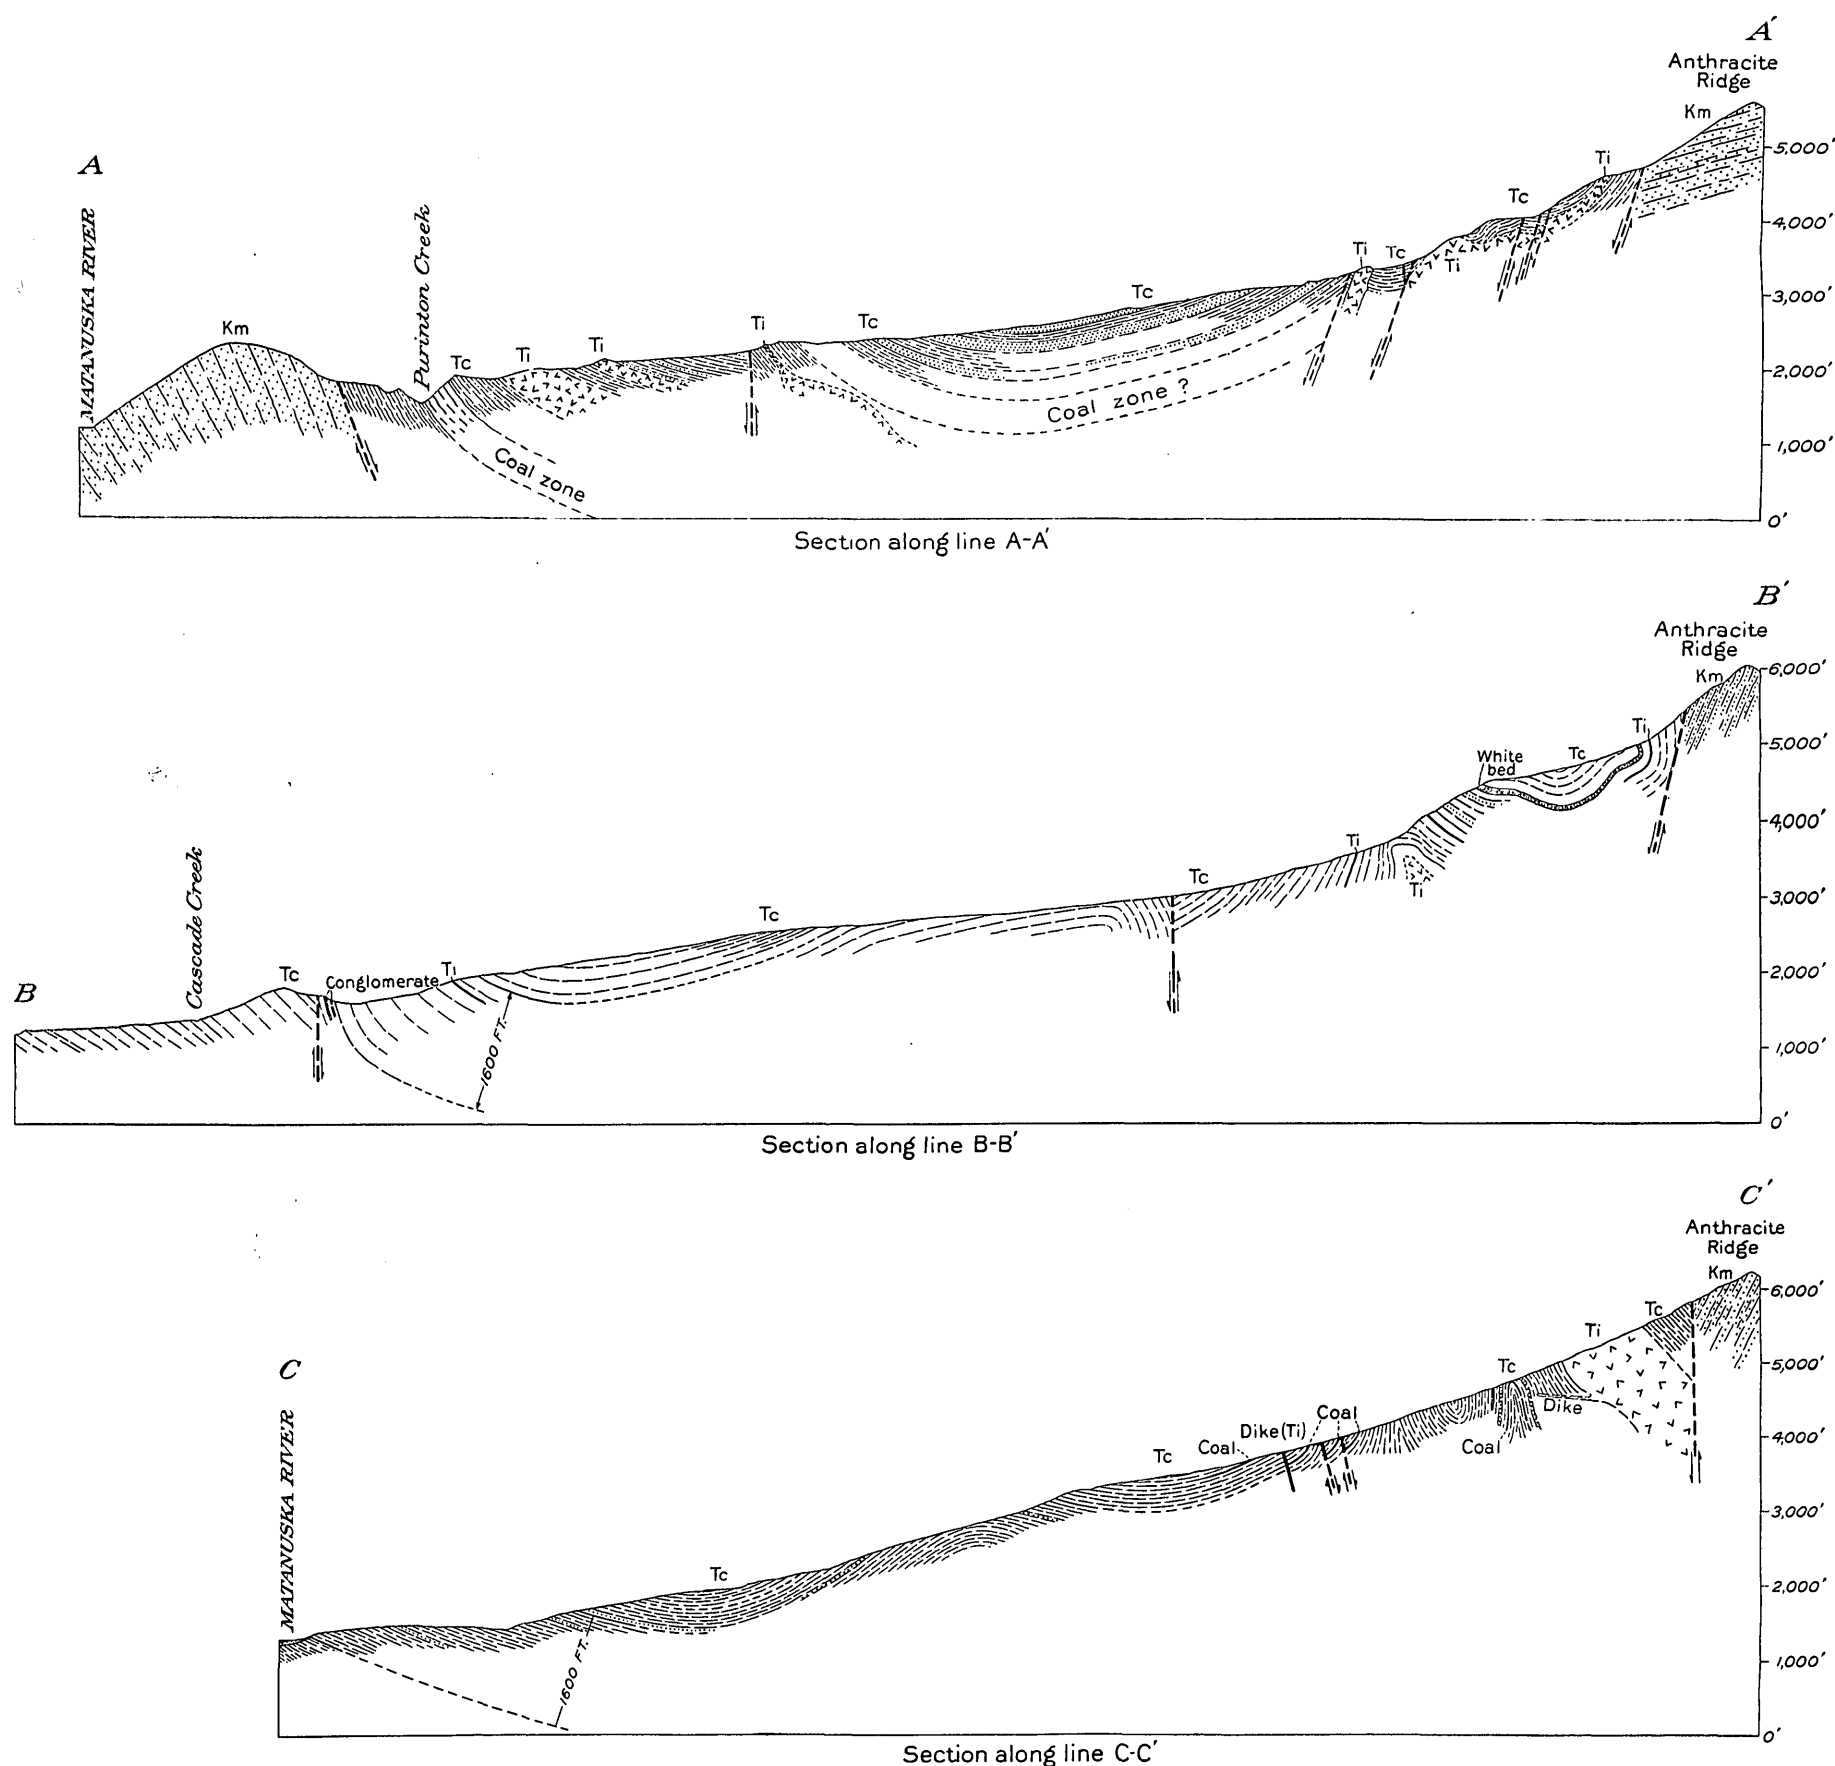 A
A′
Anthracite
Ridge
MATANUSKA RIVER
Km
Purinton Creek
Tc
Ti
Ti
Ti
Tc
Tc
Ti
Tc
Ti
Tc
Ti
Km
Coal zone
Coal zone ?
5,000′
4,000′
3,000′
2,000′
1,000′
0′
Section along line A-A′
B
B′
Anthracite
Ridge
Km
Cascade Creek
Tc
Conglomerate
Ti
1600 FT.
Tc
Tc
Ti
Ti
White
bed
Tc
Ti
6,000′
5,000′
4,000′
3,000′
2,000′
1,000′
0′
Section along line B-B′
C
C′
Anthracite
Ridge
Km
MATANUSKA RIVER
1600 FT.
Tc
Tc
Coal
Dike (Ti)
Coal
Coal
Tc
Dike
Ti
Tc
6,000′
5,000′
4,000′
3,000′
2,000′
1,000′
0′
Section along line C-C′